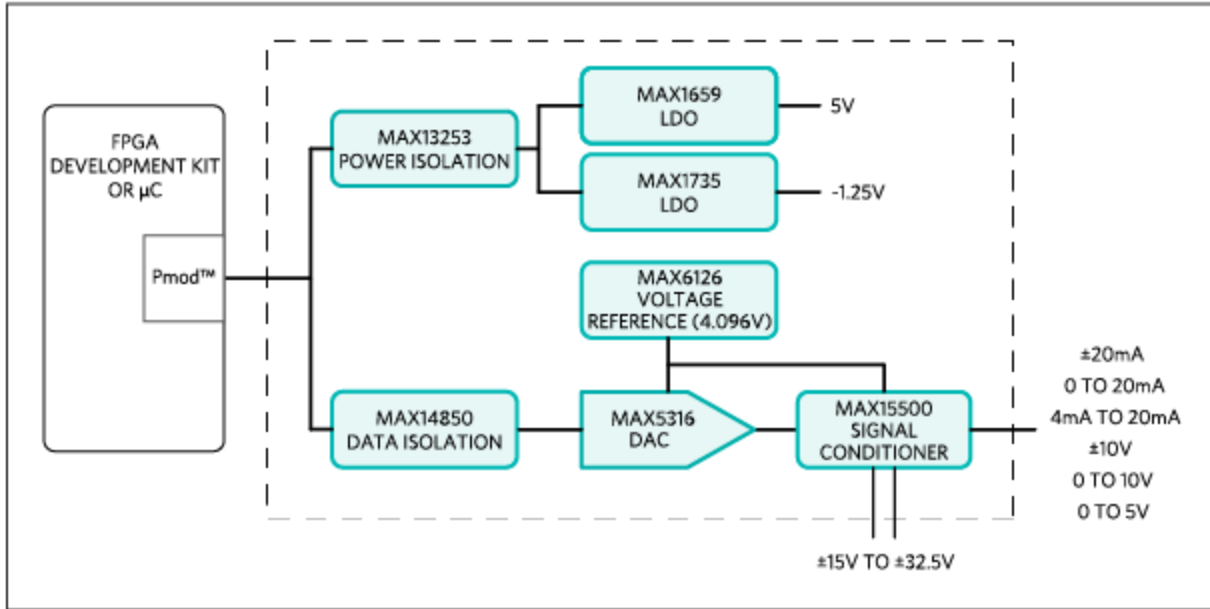 FPGA
DEVELOPMENT KIT
OR µC
Pmod™
MAX13253
POWER ISOLATION
MAX1659
LDO
5V
MAX1735
LDO
-1.25V
MAX6126
VOLTAGE
REFERENCE (4.096V)
MAX14850
DATA ISOLATION
MAX5316
DAC
MAX15500
SIGNAL
CONDITIONER
±20mA
0 TO 20mA
4mA TO 20mA
±10V
0 TO 10V
0 TO 5V
±15V TO ±32.5V